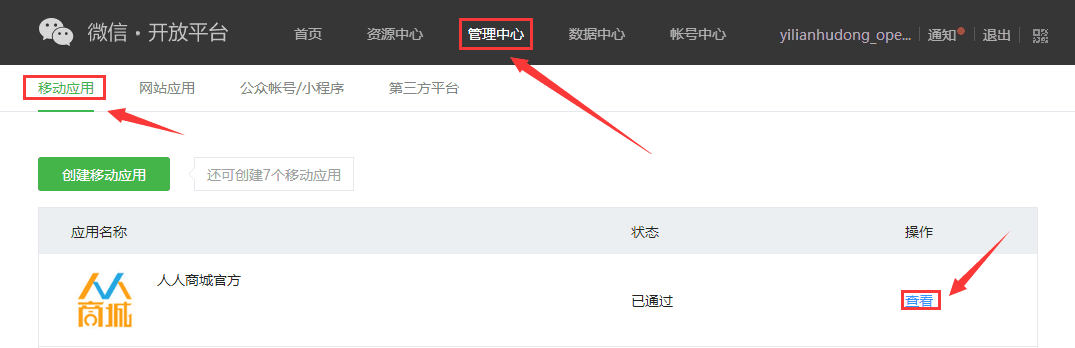 微信·开放平台 首页 资源中心 管理中心 数据中心 帐号中心 yilianhudong_ope... 通知 退出
移动应用 网站应用 公众帐号/小程序 第三方平台
创建移动应用 还可创建7个移动应用
应用名称 状态 操作
人人商城官方
商城
已通过 查看